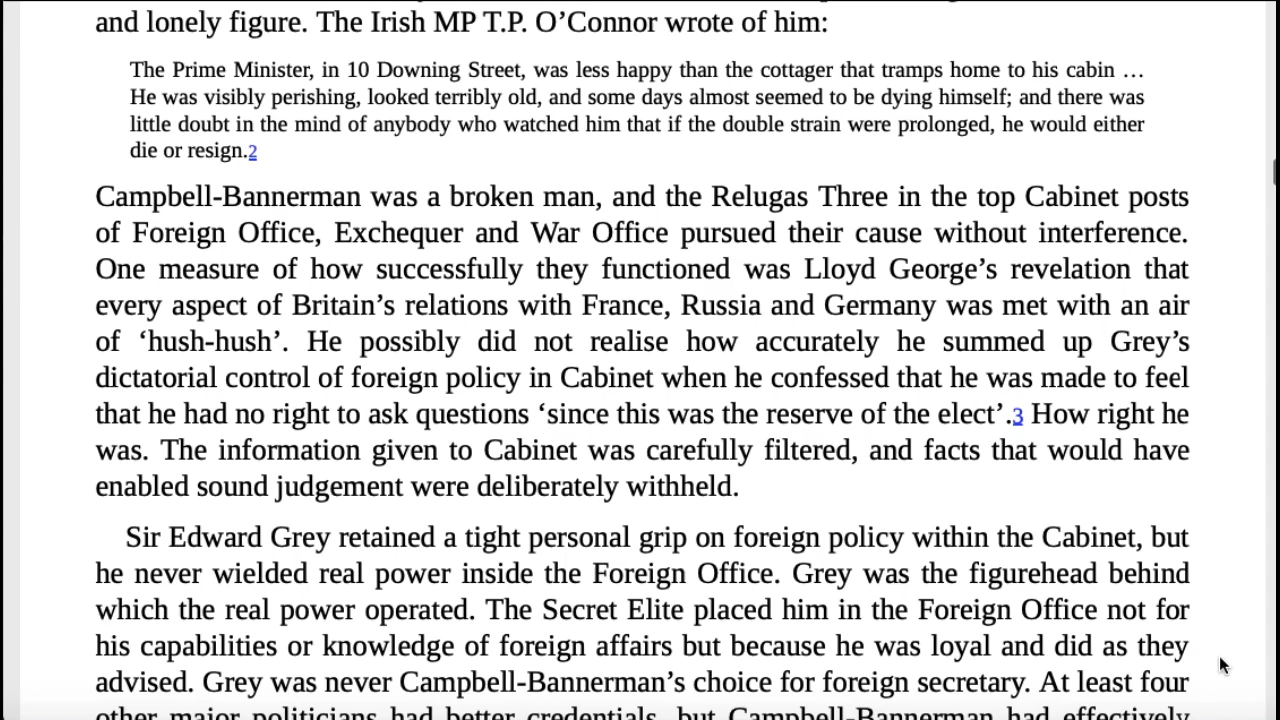 and lonely figure. The Irish MP T.P. O’Connor wrote of him:
The Prime Minister, in 10 Downing Street, was less happy than the cottager that tramps home to his cabin …
He was visibly perishing, looked terribly old, and some days almost seemed to be dying himself; and there was
little doubt in the mind of anybody who watched him that if the double strain were prolonged, he would either
die or resign.2
Campbell-Bannerman was a broken man, and the Relugas Three in the top Cabinet posts
of Foreign Office, Exchequer and War Office pursued their cause without interference.
One measure of how successfully they functioned was Lloyd George’s revelation that
every aspect of Britain’s relations with France, Russia and Germany was met with an air
of ‘hush-hush’. He possibly did not realise how accurately he summed up Grey’s
dictatorial control of foreign policy in Cabinet when he confessed that he was made to feel
that he had no right to ask questions ‘since this was the reserve of the elect’.3 How right he
was. The information given to Cabinet was carefully filtered, and facts that would have
enabled sound judgement were deliberately withheld.
Sir Edward Grey retained a tight personal grip on foreign policy within the Cabinet, but
he never wielded real power inside the Foreign Office. Grey was the figurehead behind
which the real power operated. The Secret Elite placed him in the Foreign Office not for
his capabilities or knowledge of foreign affairs but because he was loyal and did as they
advised. Grey was never Campbell-Bannerman’s choice for foreign secretary. At least four
other major politicians had better credentials, but Campbell-Bannerman had effectively